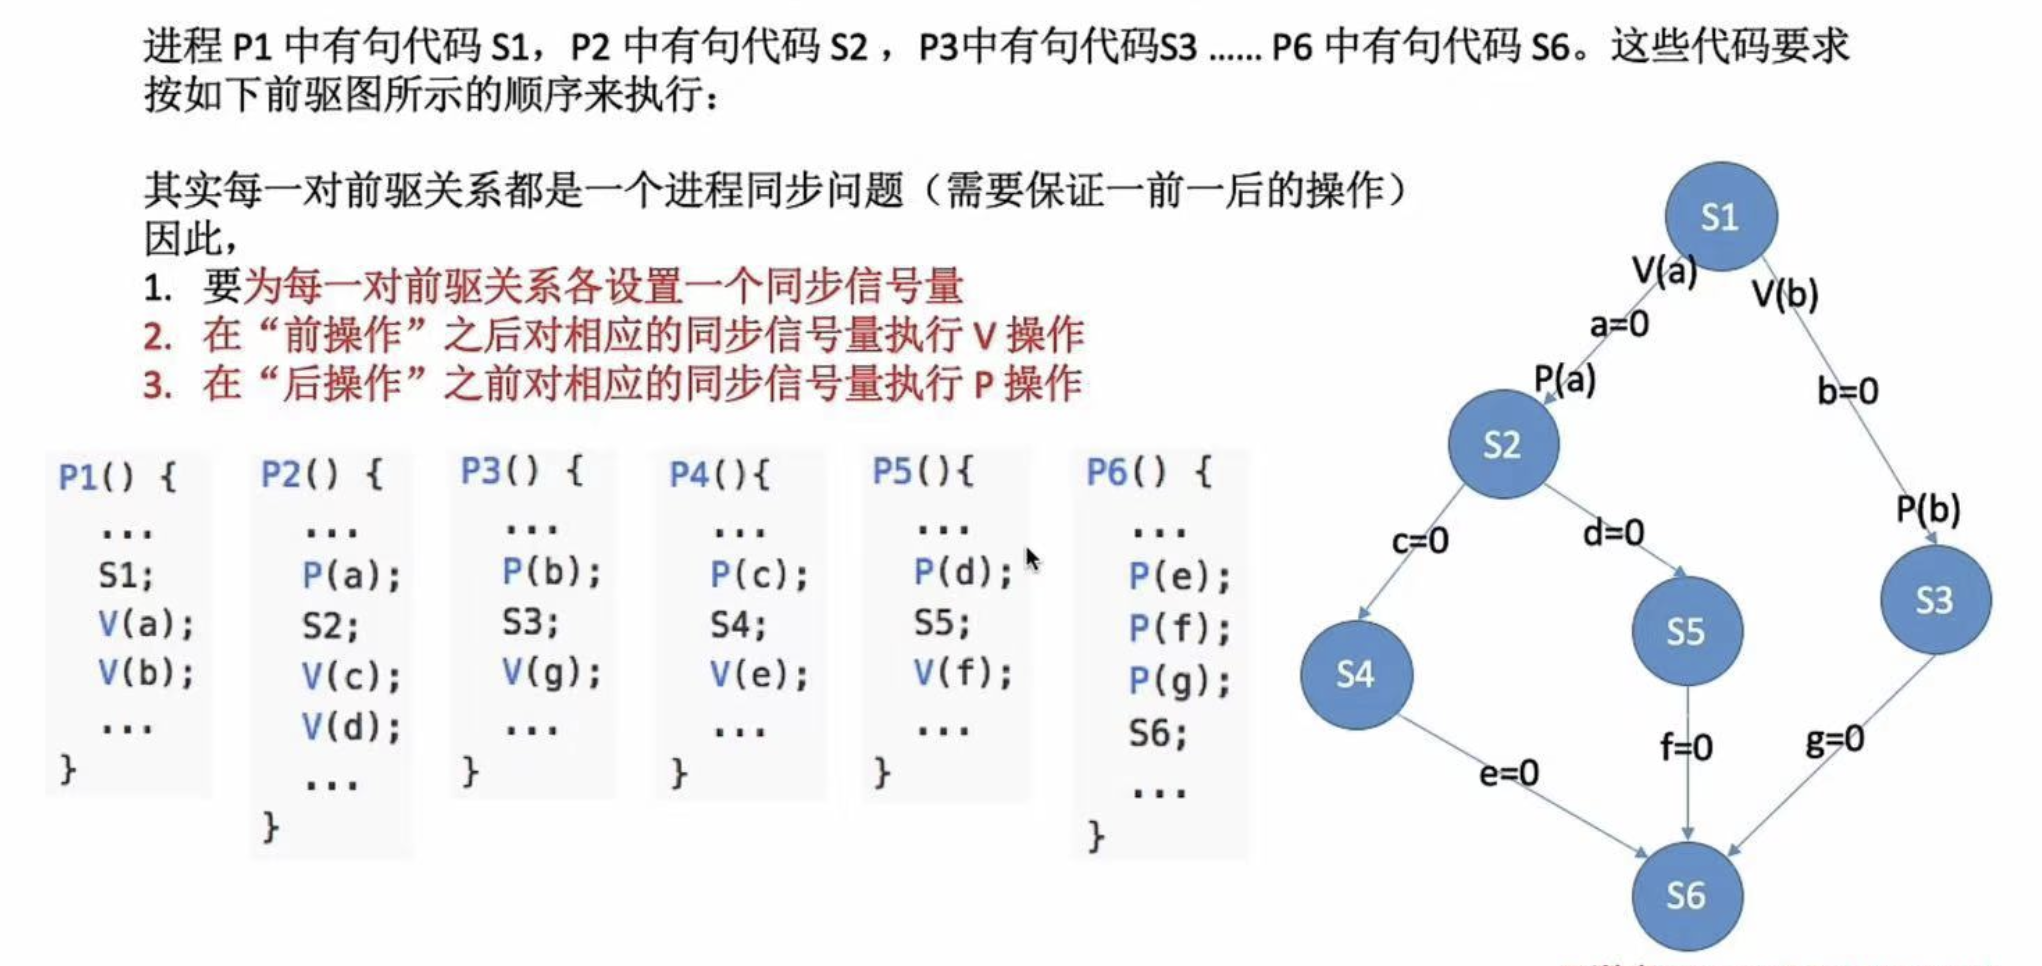 进程 P1 中有句代码 S1，P2 中有句代码 S2 ，P3中有句代码S3 …… P6 中有句代码 S6。这些代码要求
按如下前驱图所示的顺序来执行：
其实每一对前驱关系都是一个进程同步问题（需要保证一前一后的操作）
因此，
1. 要为每一对前驱关系各设置一个同步信号量
2. 在“前操作”之后对相应的同步信号量执行 V 操作
3. 在“后操作”之前对相应的同步信号量执行 P 操作
P1() {
...
S1;
V(a);
V(b);
...
}
P2() {
...
P(a);
S2;
V(c);
V(d);
...
}
P3() {
...
P(b);
S3;
V(g);
...
}
P4(){
...
P(c);
S4;
V(e);
...
}
P5(){
...
P(d);
S5;
V(f);
...
}
P6() {
...
P(e);
P(f);
P(g);
S6;
...
}
S1
V(a)
V(b)
a=0
P(a)
b=0
S2
P(b)
c=0
d=0
S3
S5
S4
f=0
g=0
e=0
S6